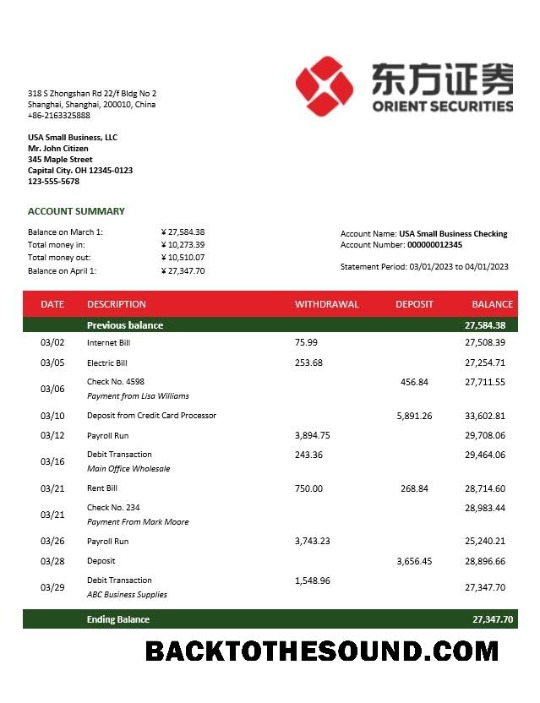 东方证券
ORIENT SECURITIES
318 S Zhongshan Rd 22/f Bldg No 2
Shanghai, Shanghai, 200010, China
+86-2163325888
USA Small Business, LLC
Mr. John Citizen
345 Maple Street
Capital City. OH 12345-0123
123-555-5678
ACCOUNT SUMMARY
Balance on March 1: ¥ 27,584.38
Total money in: ¥ 10,273.39
Total money out: ¥ 10,510.07
Balance on April 1: ¥ 27,347.70
Account Name: USA Small Business Checking
Account Number: 000000012345
Statement Period: 03/01/2023 to 04/01/2023
DATE DESCRIPTION WITHDRAWAL DEPOSIT BALANCE
Previous balance 27,584.38
03/02 Internet Bill 75.99 27,508.39
03/05 Electric Bill 253.68 27,254.71
03/06 Check No. 4598 456.84 27,711.55
Payment from Lisa Williams
03/10 Deposit from Credit Card Processor 5,891.26 33,602.81
03/12 Payroll Run 3,894.75 29,708.06
03/16 Debit Transaction 243.36 29,464.06
Main Office Wholesale
03/21 Rent Bill 750.00 268.84 28,714.60
03/21 Check No. 234 28,983.44
Payment From Mark Moore
03/26 Payroll Run 3,743.23 25,240.21
03/28 Deposit 3,656.45 28,896.66
03/29 Debit Transaction 1,548.96 27,347.70
ABC Business Supplies
Ending Balance 27,347.70
BACKTOTHESOUND.COM